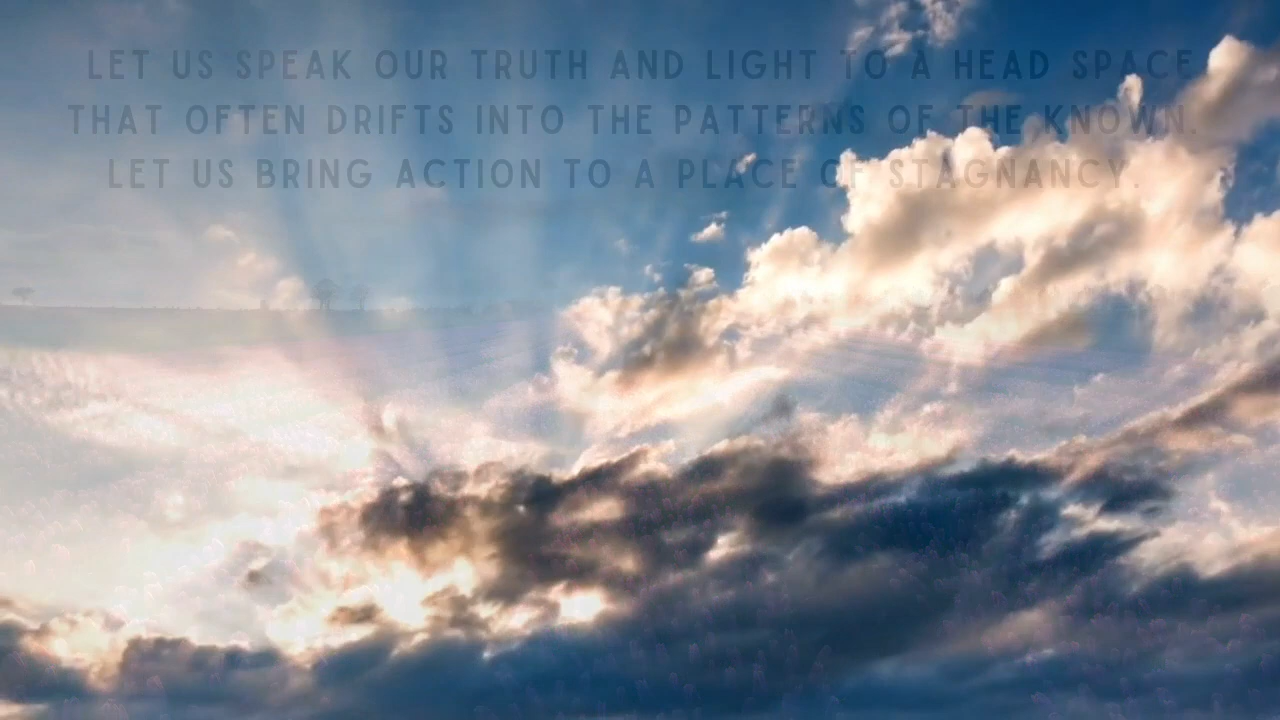 LET US SPEAK OUR TRUTH AND LIGHT TO A HEAD SPACE
THAT OFTEN DRIFTS INTO THE PATTERNS OF THE KNOWN.
LET US BRING ACTION TO A PLACE OF STAGNANCY.